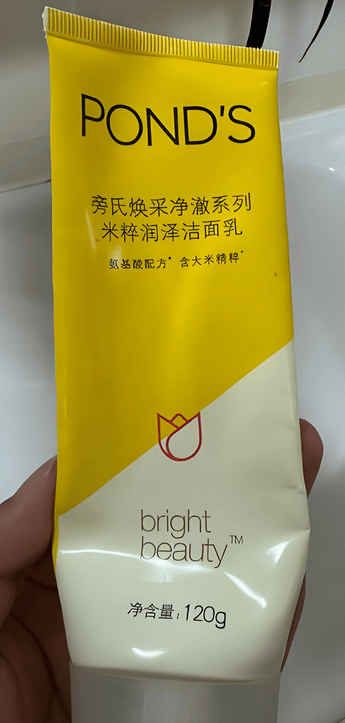 POND'S
旁氏焕采净澈系列
米粹润泽洁面乳
氨基酸配方* 含大米精粹*
bright
beauty™
净含量:120g